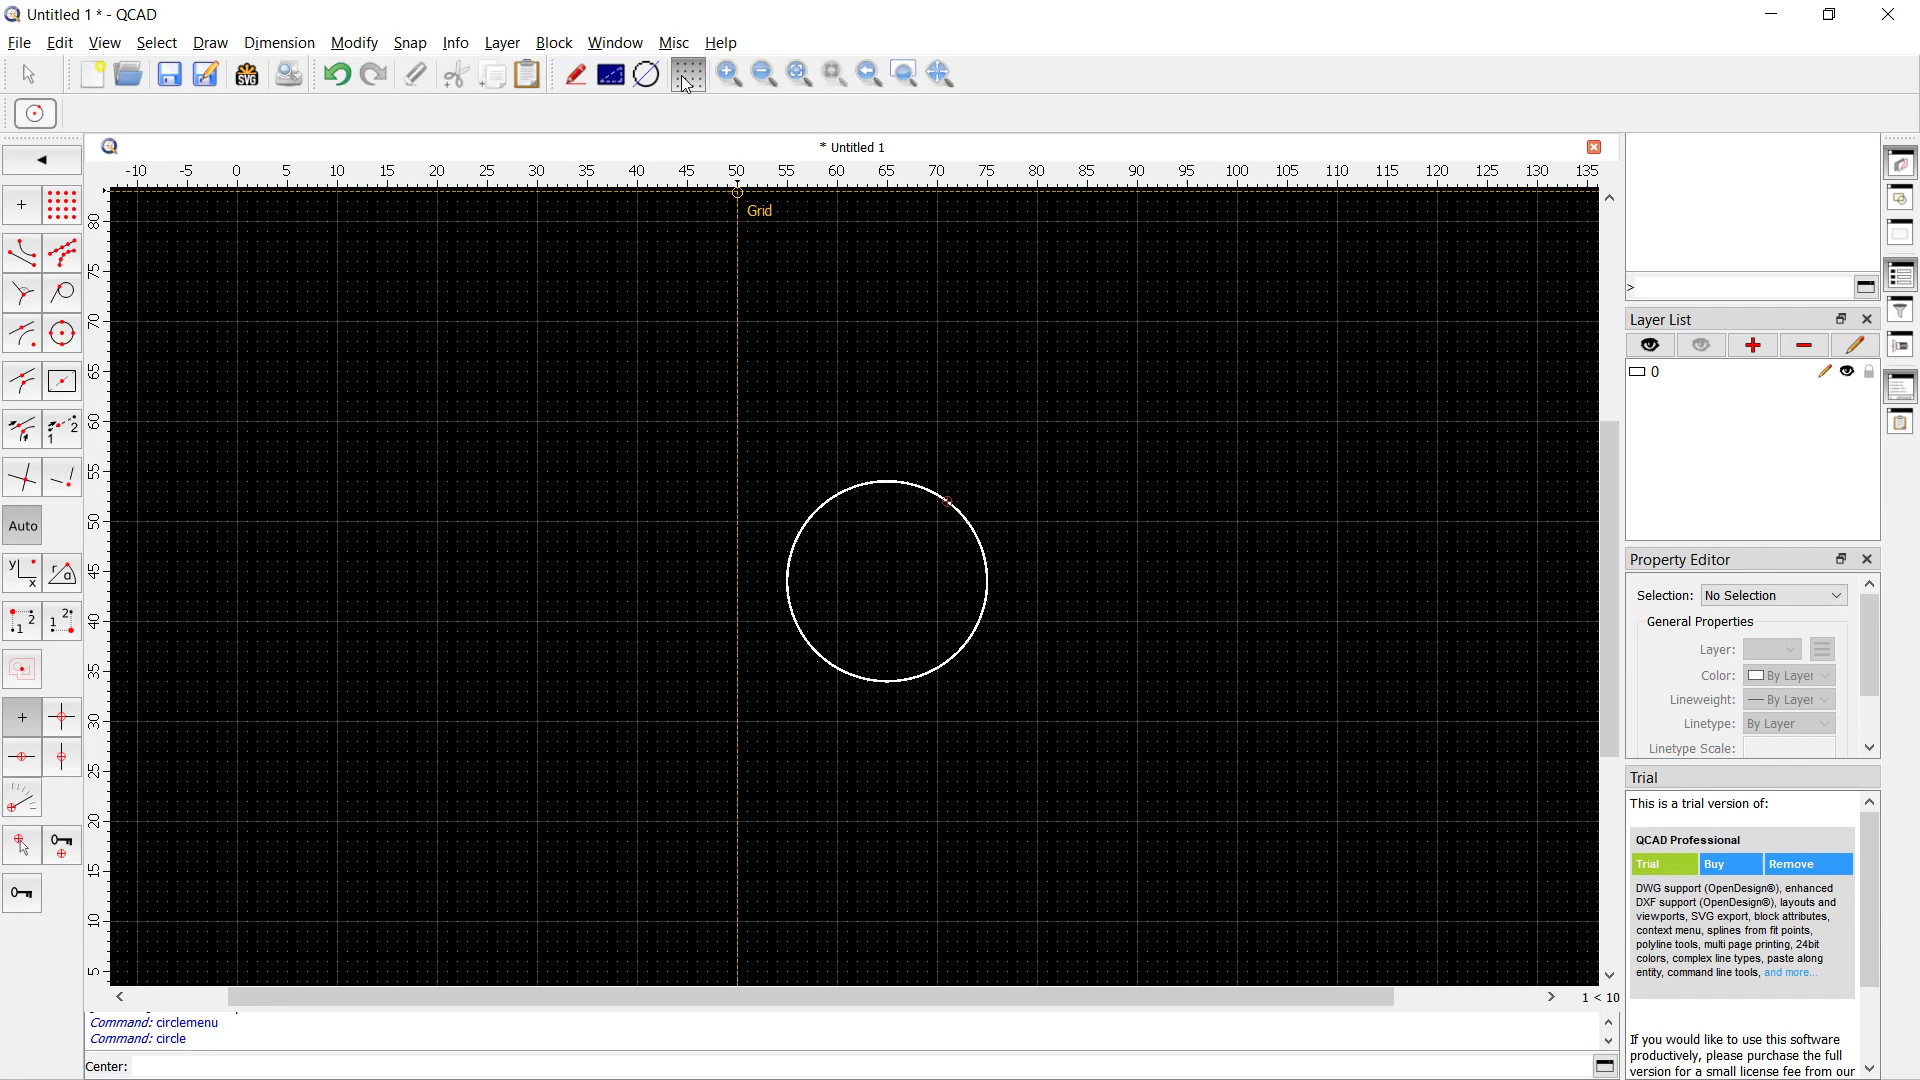 Untitled 1 * - QCAD
File Edit View Select Draw Dimension Modify Snap Info Layer Block Window Misc Help
SVG
* Untitled 1
-10 -5 0 5 10 15 20 25 30 35 40 45 50 55 60 65 70 75 80 85 90 95 100 105 110 115 120 125 130 135
Grid
80
75
70
65
60
55
50
45
40
35
30
25
20
15
10
5
1 2
Auto
y x r a
1 2 1 2
>
Layer List
0
Property Editor
Selection: No Selection
General Properties
Layer:
Color: By Layer
Lineweight: By Layer
Linetype: By Layer
Linetype Scale:
Trial
This is a trial version of:
QCAD Professional
Trial Buy Remove
DWG support (OpenDesign®), enhanced
DXF support (OpenDesign®), layouts and
viewports, SVG export, block attributes,
context menu, splines from fit points,
polyline tools, multi page printing, 24bit
colors, complex line types, paste along
entity, command line tools, and more...
If you would like to use this software
productively, please purchase the full
version for a small license fee from our
1 < 10
Command: circlemenu
Command: circle
Center: